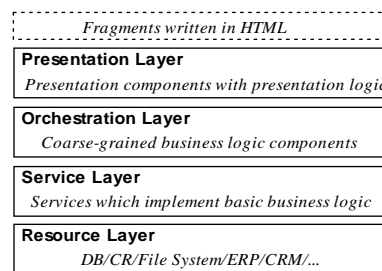 Fragments written in HTML
Presentation Layer
Presentation components with presentation logic
Orchestration Layer
Coarse-grained business logic components
Service Layer
Services which implement basic business logic
Resource Layer
DB/CR/File System/ERP/CRM/...